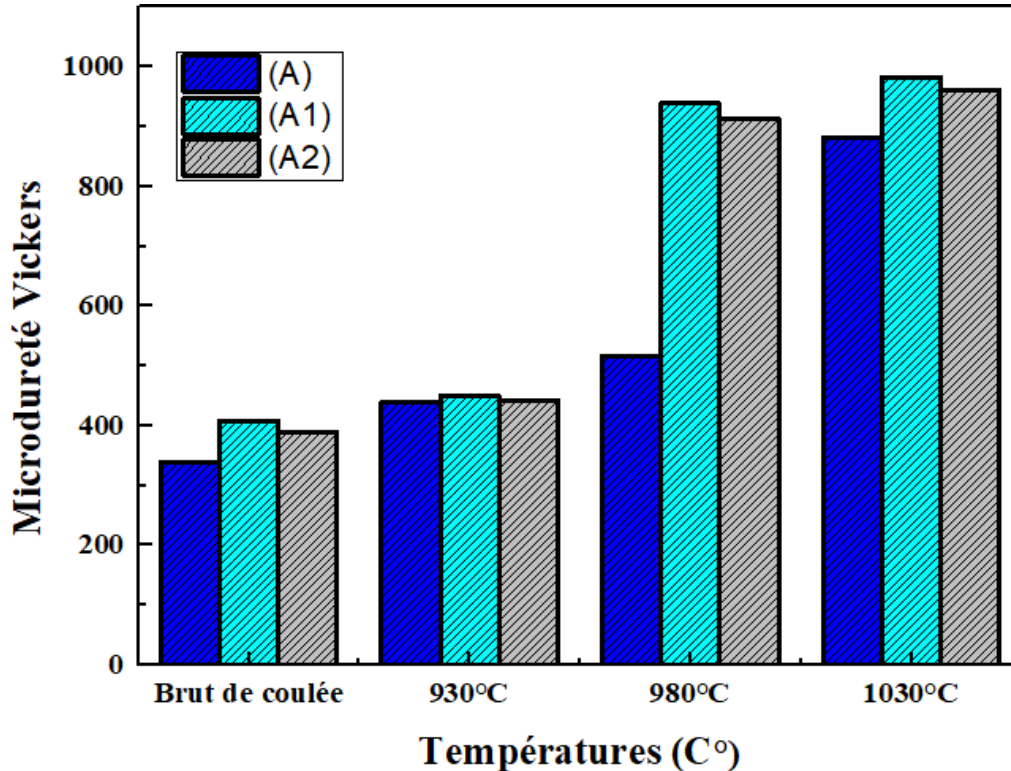 Microdureté Vickers
1000
800
600
400
200
0
(A)
(A1)
(A2)
Brut de coulée 930°C 980°C 1030°C
Températures (C°)